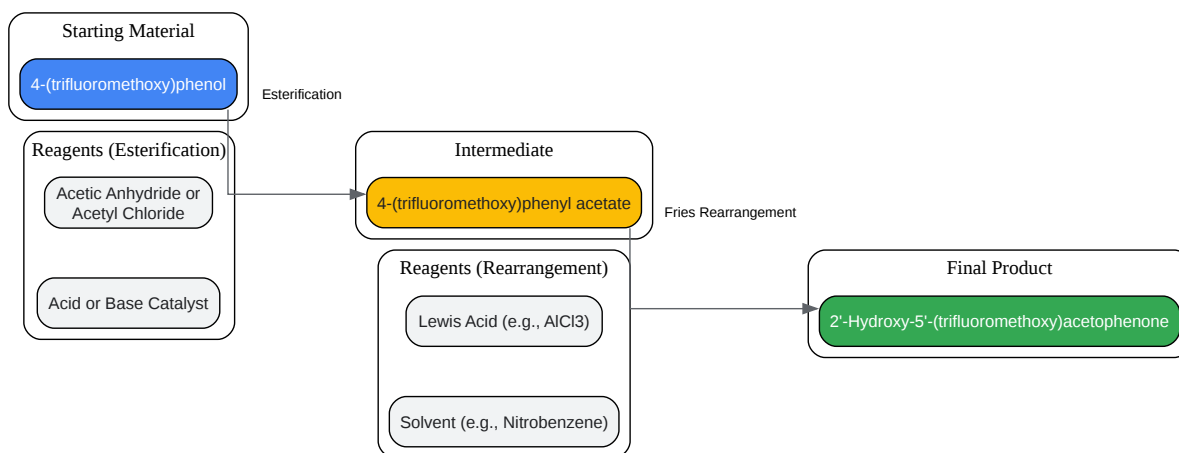 Starting Material
4-(trifluoromethoxy)phenol
Esterification
Reagents (Esterification)
Acetic Anhydride or
Acetyl Chloride
Acid or Base Catalyst
Intermediate
4-(trifluoromethoxy)phenyl acetate
Fries Rearrangement
Reagents (Rearrangement)
Lewis Acid (e.g., AlCl3)
Solvent (e.g., Nitrobenzene)
Final Product
2'-Hydroxy-5'-(trifluoromethoxy)acetophenone